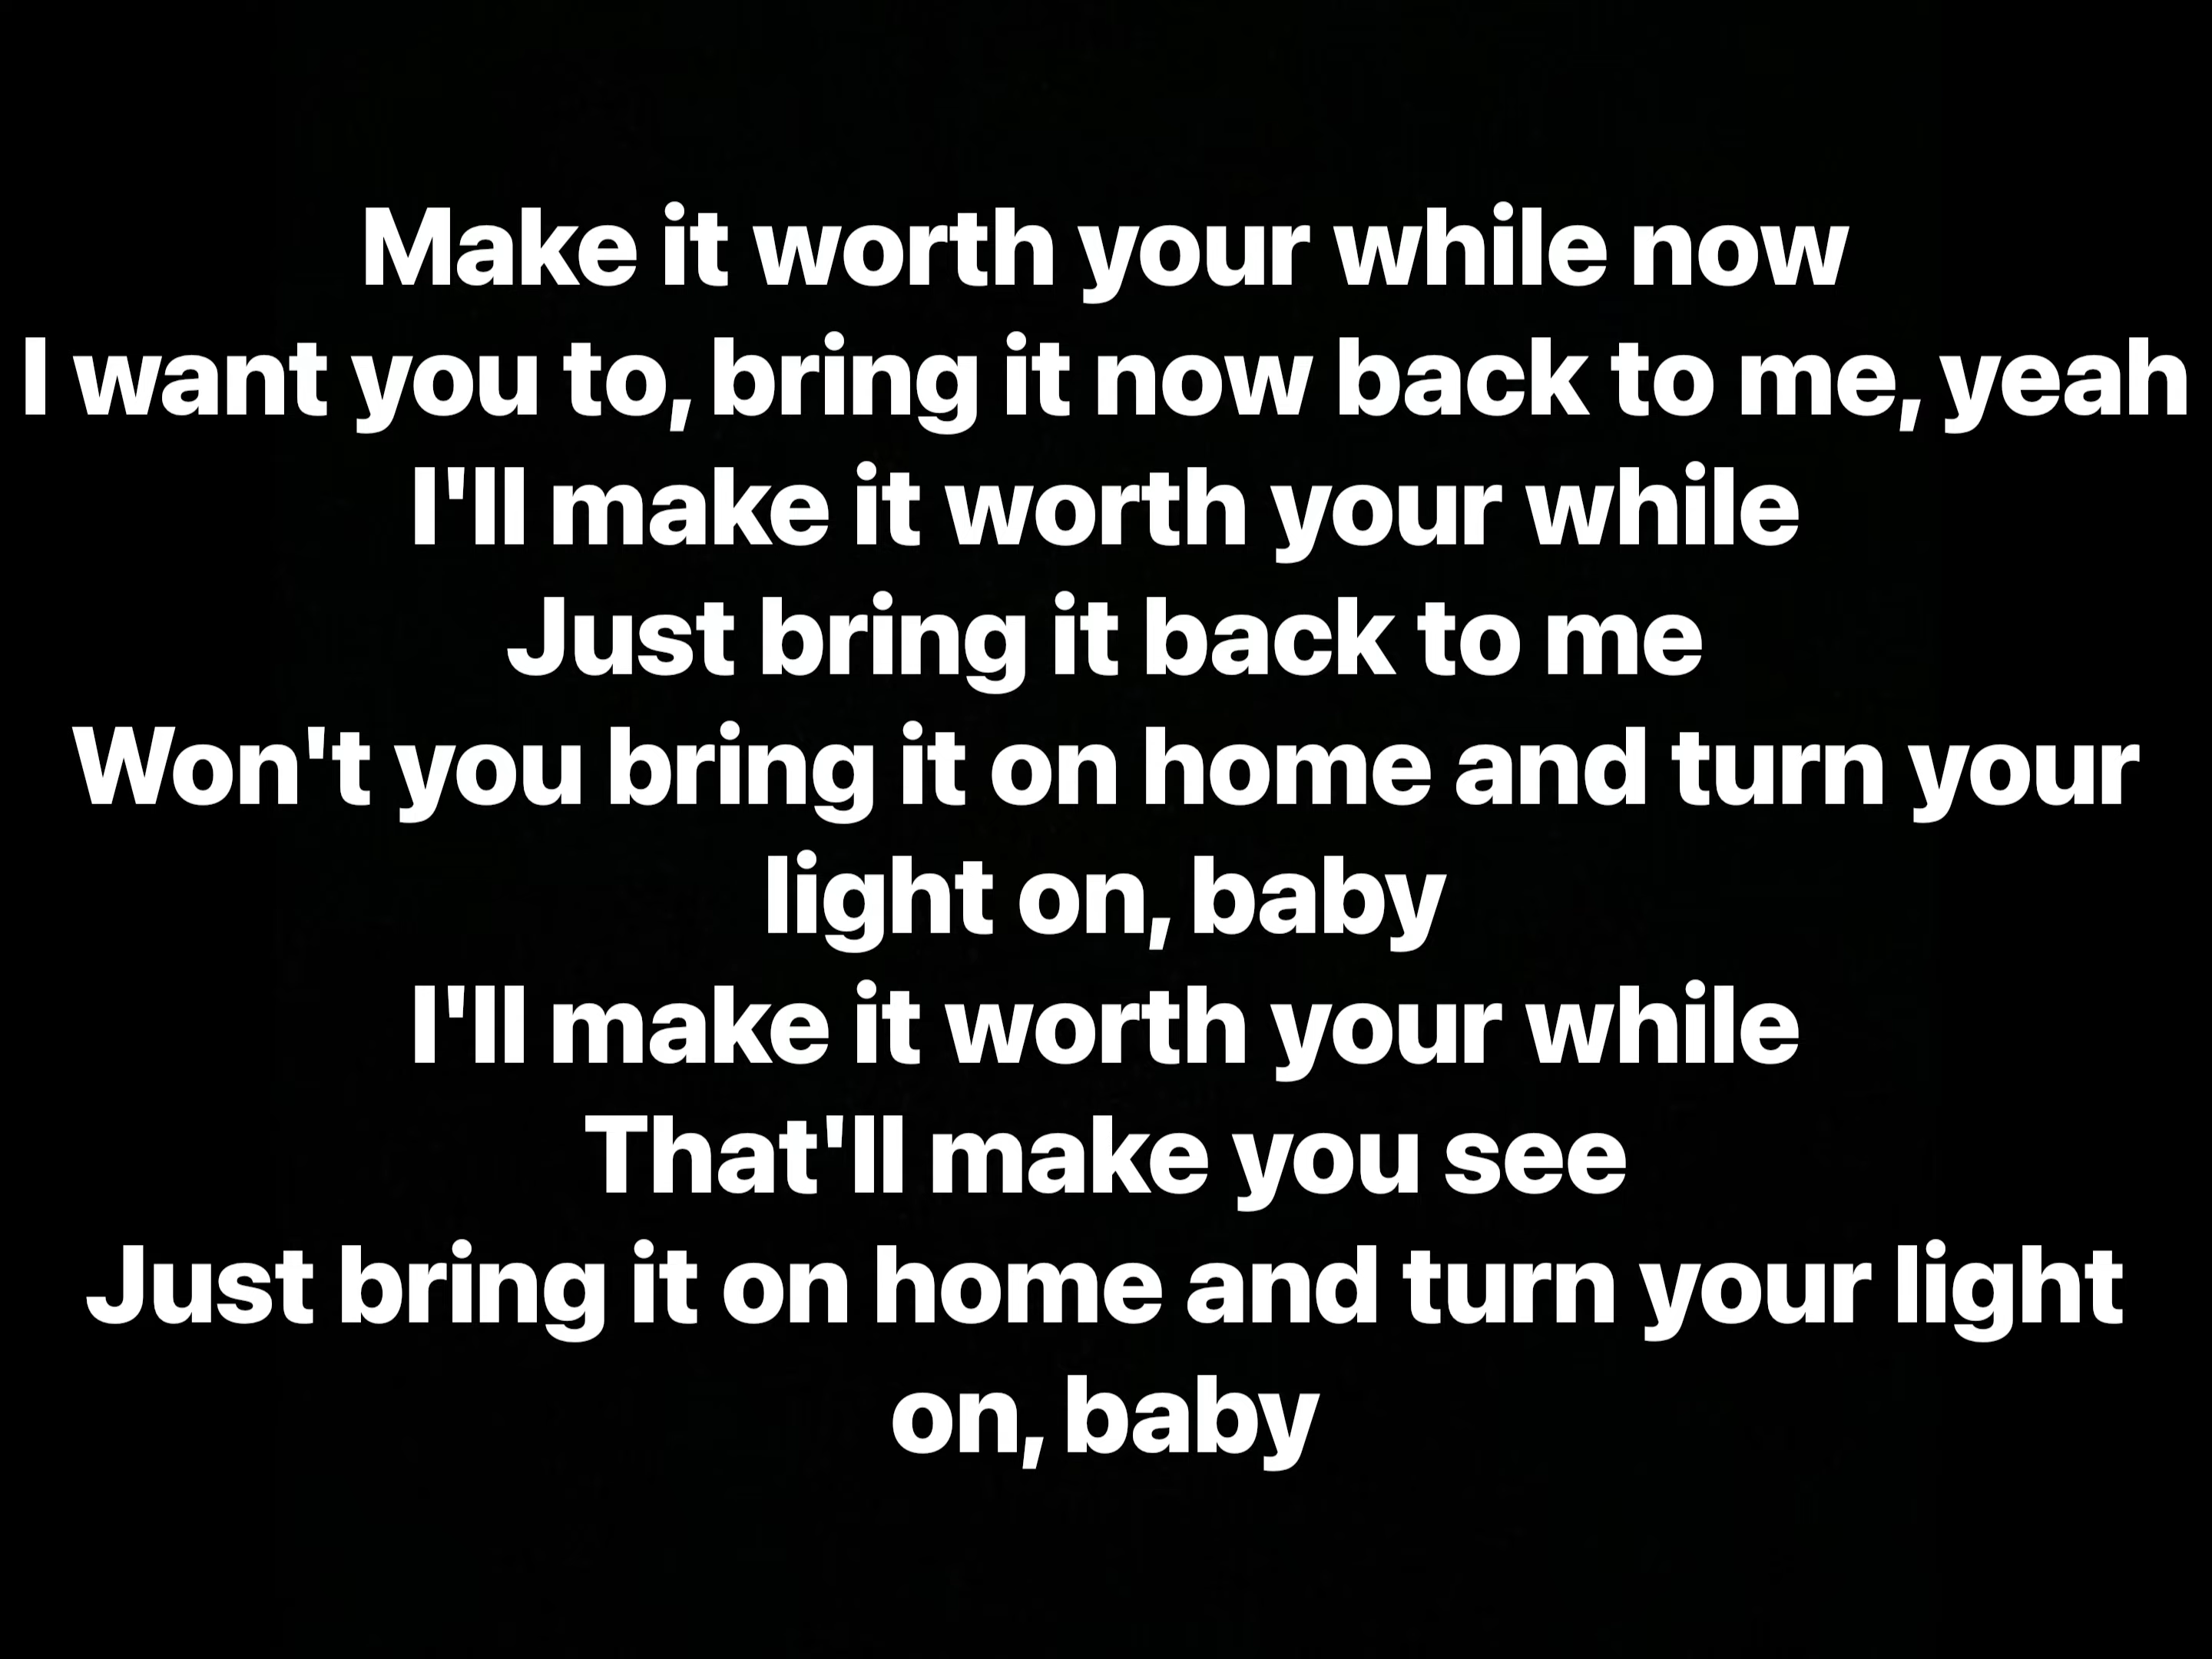 Make it worth your while now
I want you to, bring it now back to me, yeah
I'll make it worth your while
Just bring it back to me
Won't you bring it on home and turn your
light on, baby
I'll make it worth your while
That'll make you see
Just bring it on home and turn your light
on, baby